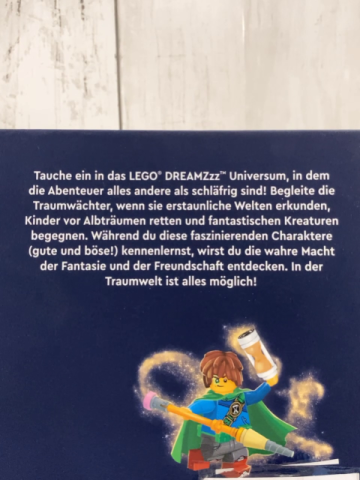 Tauche ein in das LEGO® DREAMZzz™ Universum, in dem
die Abenteuer alles andere als schläfrig sind! Begleite die
Traumwächter, wenn sie erstaunliche Welten erkunden,
Kinder vor Albträumen retten und fantastischen Kreaturen
begegnen. Während du diese faszinierenden Charaktere
(gute und böse!) kennenlernst, wirst du die wahre Macht
der Fantasie und der Freundschaft entdecken. In der
Traumwelt ist alles möglich!